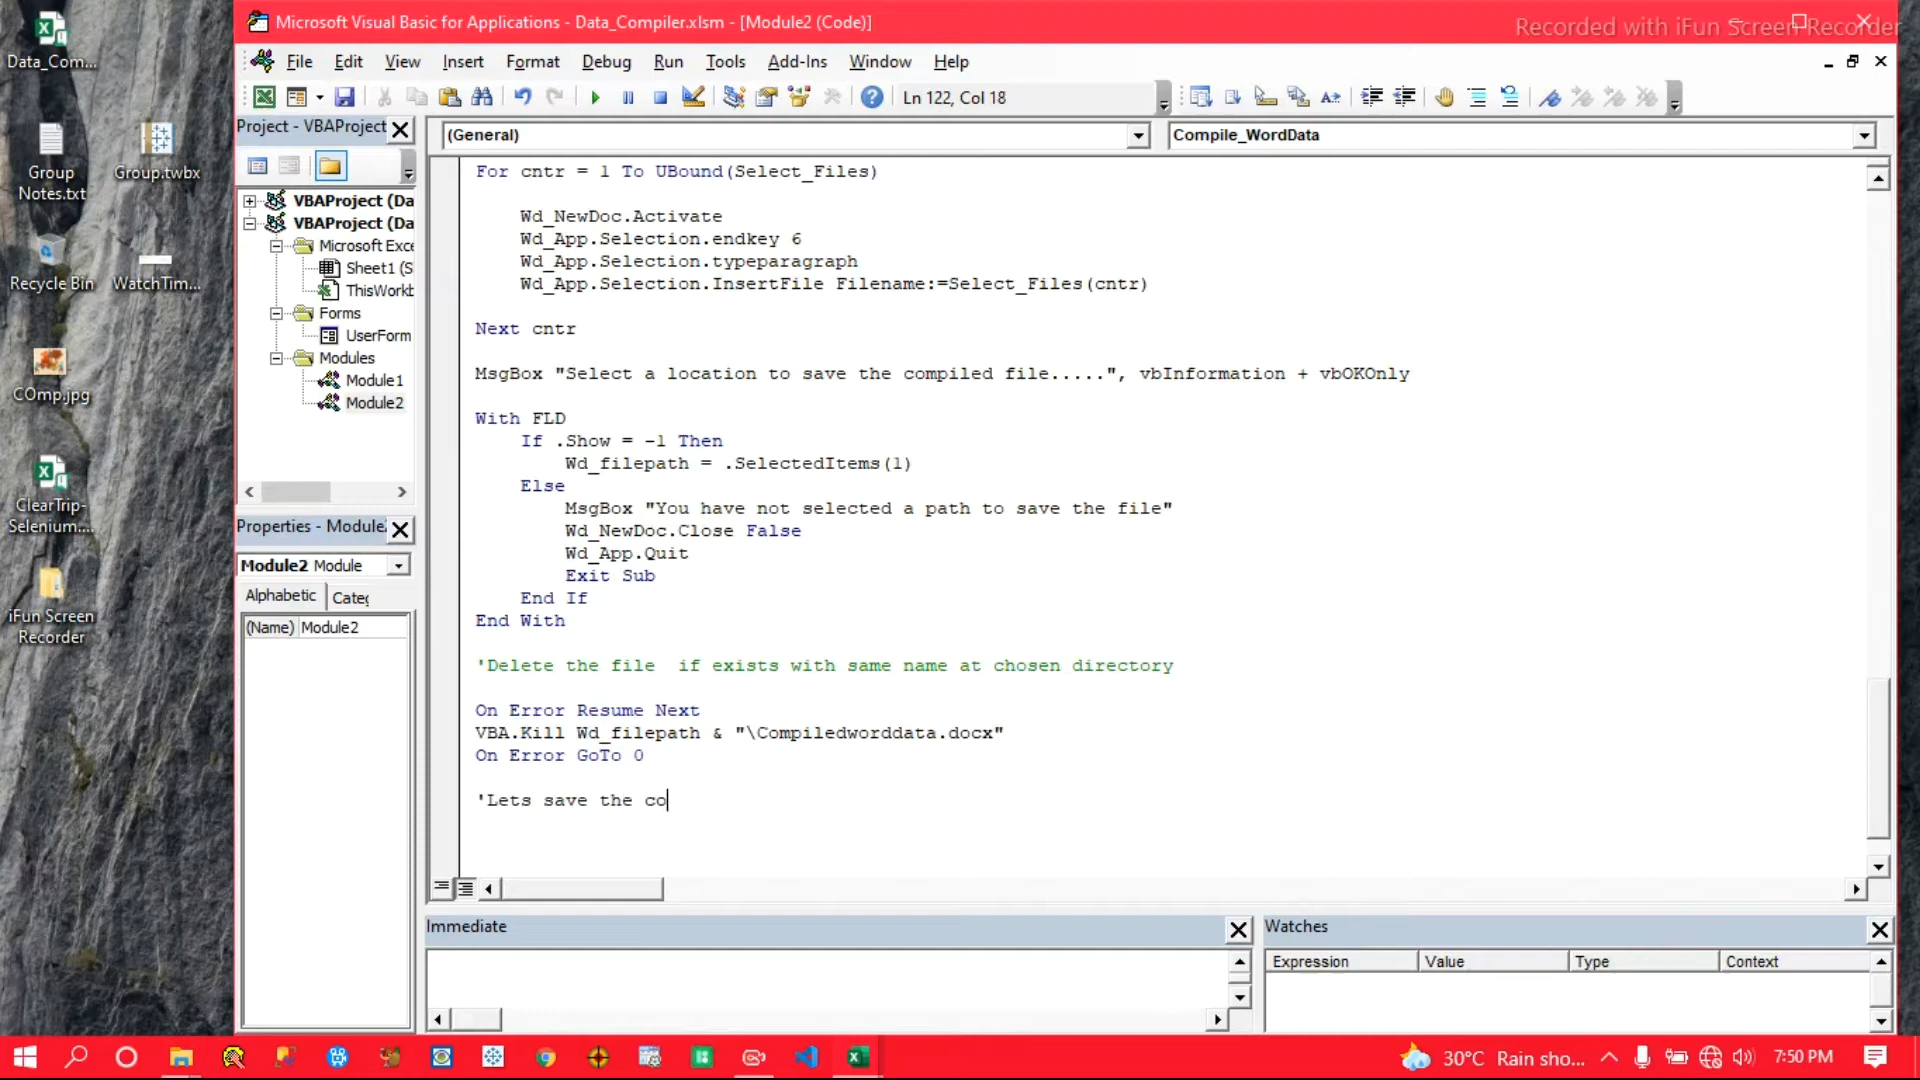 Microsoft Visual Basic for Applications - Data_Compiler.xlsm - [Module2 (Code)]
Recorded with iFun Screen Recorder
File Edit View Insert Format Debug Run Tools Add-Ins Window Help
Ln 122, Col 18
Project - VBAProject
(General)
Compile_WordData
VBAProject (Da
VBAProject (Da
Microsoft Exce
Sheet1 (S
ThisWorkb
Forms
UserForm
Modules
Module1
Module2
Properties - Module2
Module2 Module
Alphabetic
Categ
(Name) Module2
For cntr = 1 To UBound(Select_Files)
Wd_NewDoc.Activate
Wd_App.Selection.endkey 6
Wd_App.Selection.typeparagraph
Wd_App.Selection.InsertFile Filename:=Select_Files(cntr)
Next cntr
MsgBox "Select a location to save the compiled file.....", vbInformation + vbOKOnly
With FLD
If .Show = -1 Then
Wd_filepath = .SelectedItems(1)
Else
MsgBox "You have not selected a path to save the file"
Wd_NewDoc.Close False
Wd_App.Quit
Exit Sub
End If
End With
'Delete the file  if exists with same name at chosen directory
On Error Resume Next
VBA.Kill Wd_filepath & "\Compiledworddata.docx"
On Error GoTo 0
'Lets save the co
Immediate
Watches
Expression Value Type Context
Data_Com...
Group
Notes.txt
Group.twbx
Recycle Bin
WatchTim...
COmp.jpg
ClearTrip-
Selenium....
iFun Screen
Recorder
30°C Rain sho...
7:50 PM